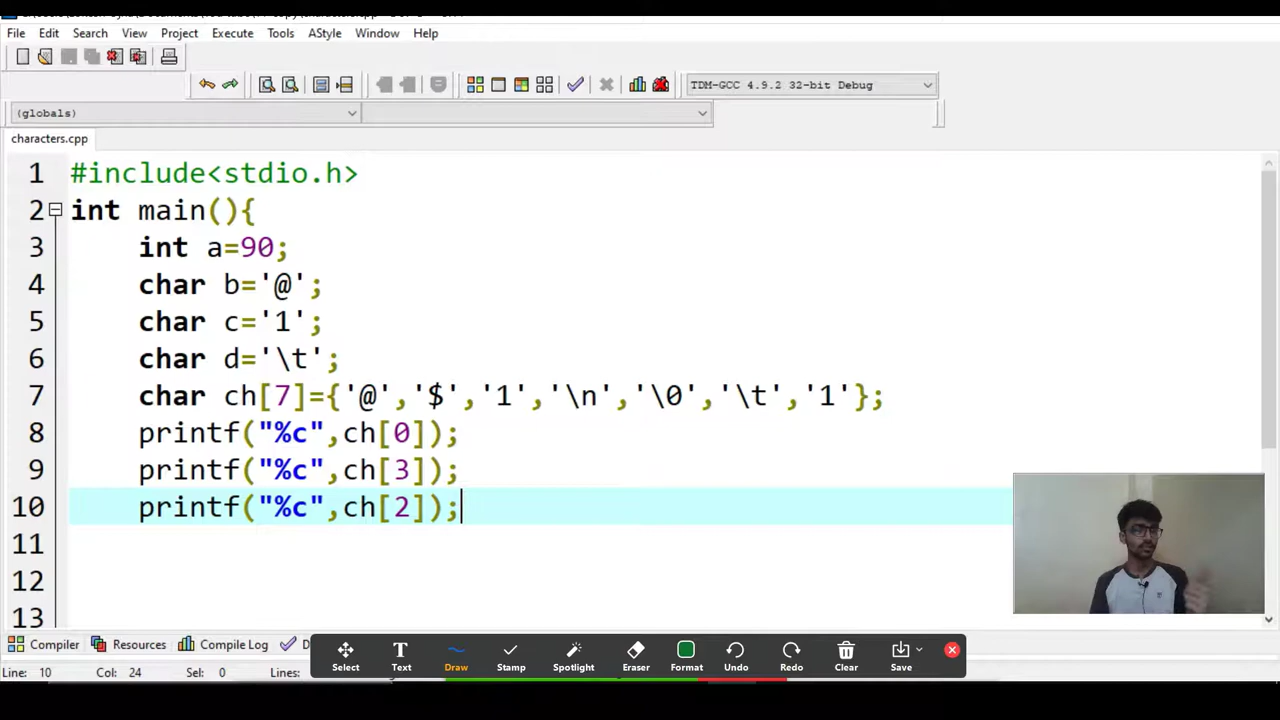 File Edit Search View Project Execute Tools AStyle Window Help
TDM-GCC 4.9.2 32-bit Debug
(globals)
characters.cpp
1 #include<stdio.h>
2 int main(){
3 int a=90;
4 char b='@';
5 char c='1';
6 char d='\t';
7 char ch[7]={'@','$','1','\n','\0','\t','1'};
8 printf("%c",ch[0]);
9 printf("%c",ch[3]);
10 printf("%c",ch[2]);
11
12
13
Compiler Resources Compile Log
Select Text Draw Stamp Spotlight Eraser Format Undo Redo Clear Save
Line: 10 Col: 24 Sel: 0 Lines: